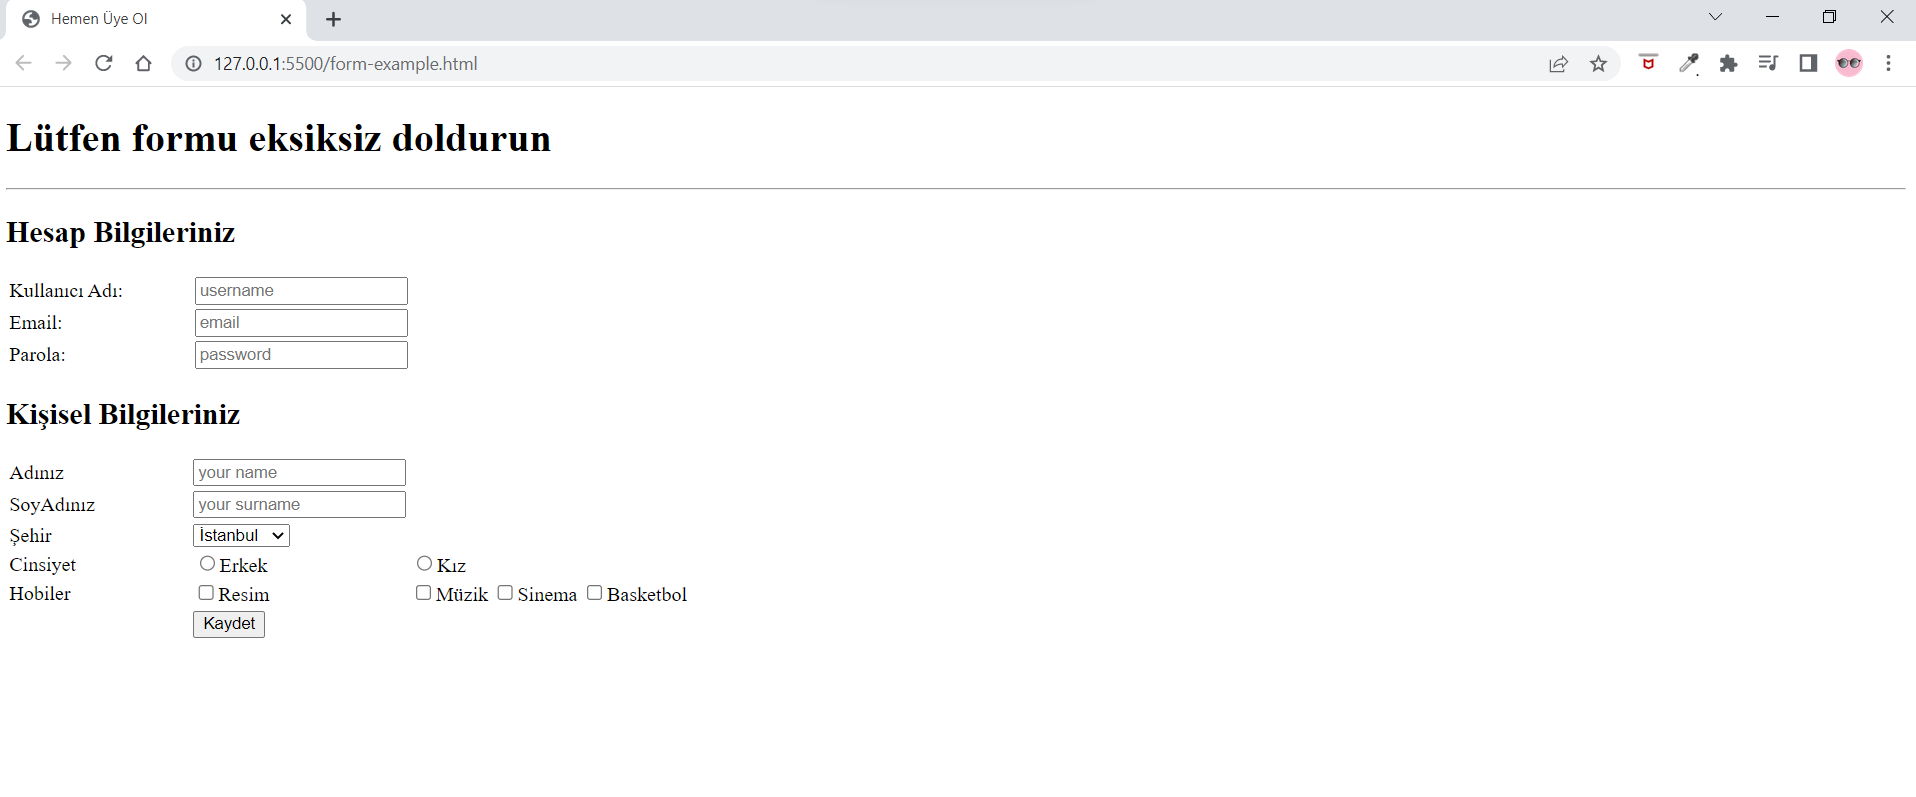 Hemen Üye Ol
127.0.0.1:5500/form-example.html
Lütfen formu eksiksiz doldurun
Hesap Bilgileriniz
Kullanıcı Adı: username
Email: email
Parola: password
Kişisel Bilgileriniz
Adınız your name
SoyAdınız your surname
Şehir İstanbul
Cinsiyet Erkek Kız
Hobiler Resim Müzik Sinema Basketbol
Kaydet